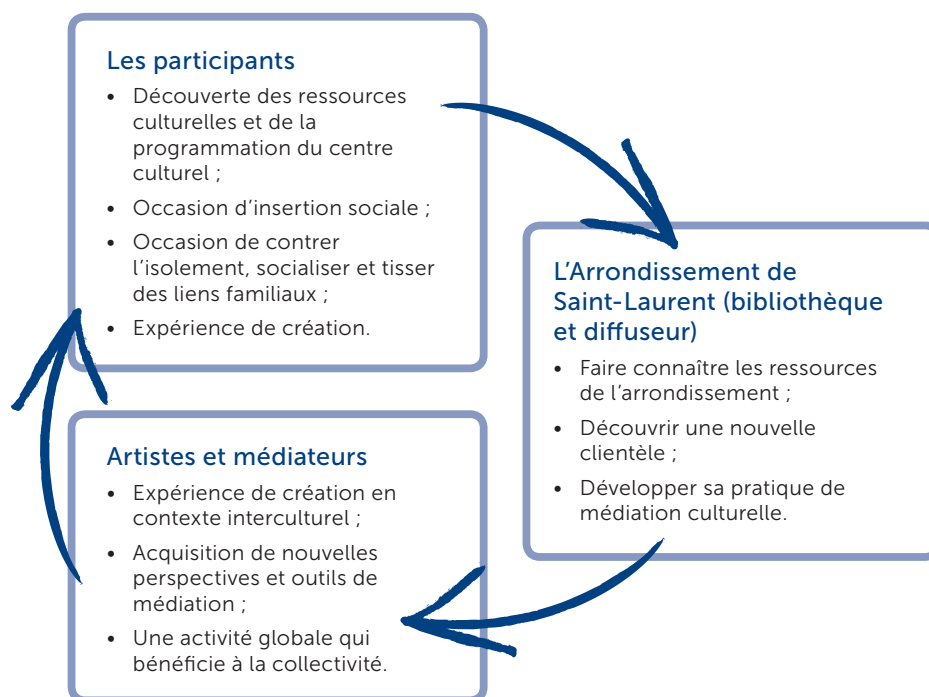 Les participants
• Découverte des ressources
culturelles et de la
programmation du centre
culturel ;
• Occasion d’insertion sociale ;
• Occasion de contrer
l’isolement, socialiser et tisser
des liens familiaux ;
• Expérience de création.
L’Arrondissement de
Saint-Laurent (bibliothèque
et diffuseur)
• Faire connaître les ressources
de l’arrondissement ;
• Découvrir une nouvelle
clientèle ;
• Développer sa pratique de
médiation culturelle.
Artistes et médiateurs
• Expérience de création en
contexte interculturel ;
• Acquisition de nouvelles
perspectives et outils de
médiation ;
• Une activité globale qui
bénéficie à la collectivité.